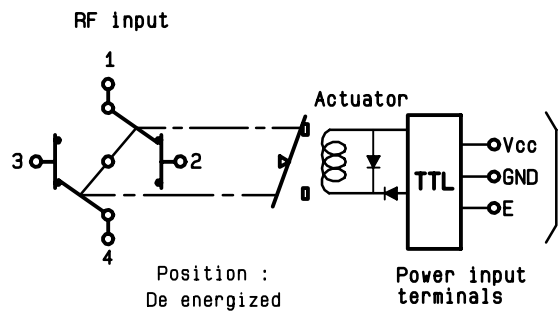 RF input
1
Actuator
3
2
TTL
Vcc
GND
E
4
Position :
De energized
Power input
terminals